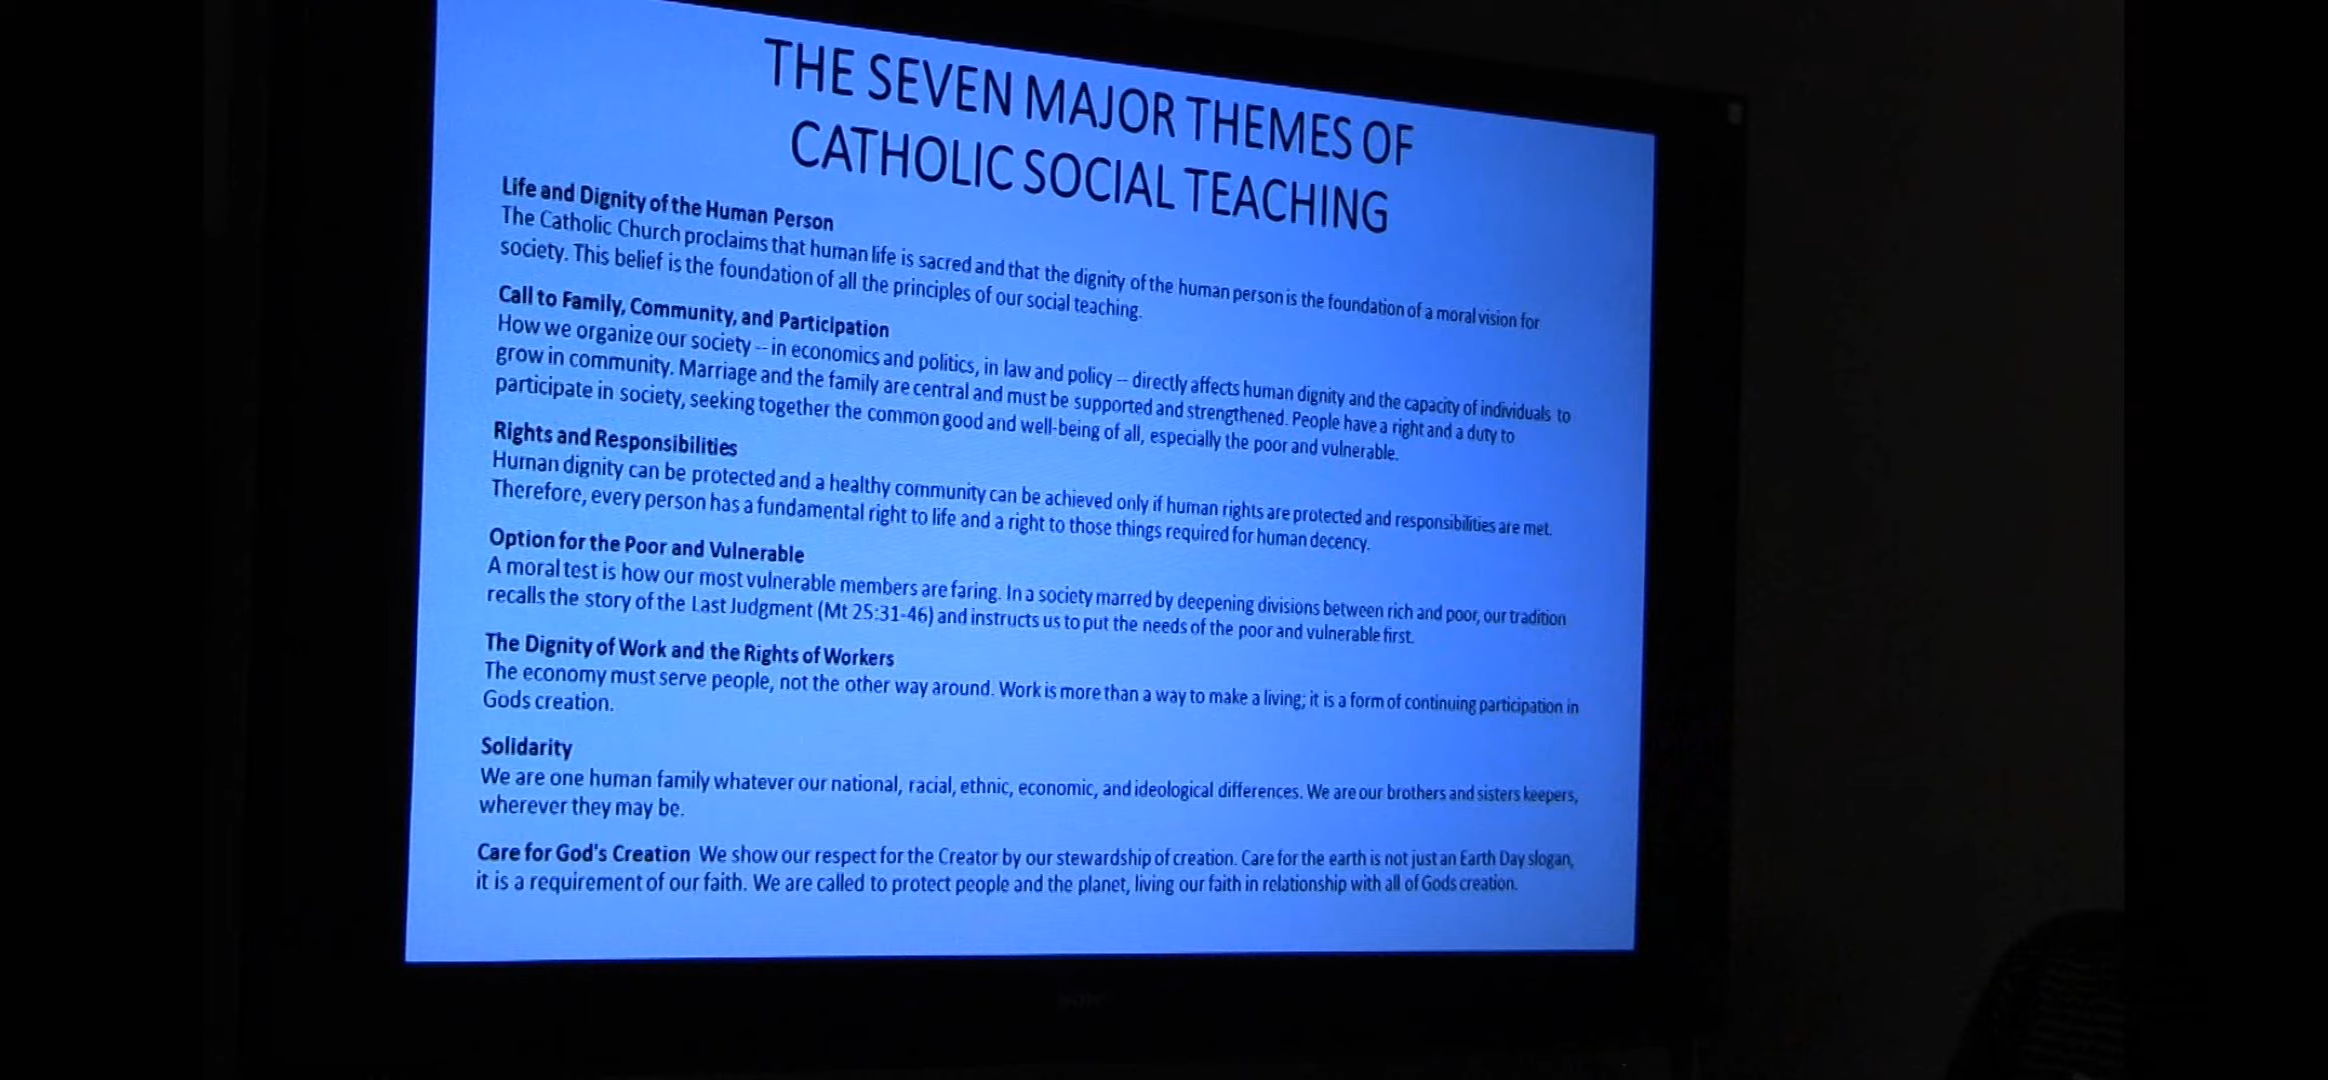 THE SEVEN MAJOR THEMES OF
CATHOLIC SOCIAL TEACHING
Life and Dignity of the Human Person
The Catholic Church proclaims that human life is sacred and that the dignity of the human person is the foundation of a moral vision for
society. This belief is the foundation of all the principles of our social teaching.
Call to Family, Community, and Participation
How we organize our society -- in economics and politics, in law and policy -- directly affects human dignity and the capacity of individuals to
grow in community. Marriage and the family are central and must be supported and strengthened. People have a right and a duty to
participate in society, seeking together the common good and well-being of all, especially the poor and vulnerable.
Rights and Responsibilities
Human dignity can be protected and a healthy community can be achieved only if human rights are protected and responsibilities are met.
Therefore, every person has a fundamental right to life and a right to those things required for human decency.
Option for the Poor and Vulnerable
A moral test is how our most vulnerable members are faring. In a society marred by deepening divisions between rich and poor, our tradition
recalls the story of the Last Judgment (Mt 25:31-46) and instructs us to put the needs of the poor and vulnerable first.
The Dignity of Work and the Rights of Workers
The economy must serve people, not the other way around. Work is more than a way to make a living; it is a form of continuing participation in
Gods creation.
Solidarity
We are one human family whatever our national, racial, ethnic, economic, and ideological differences. We are our brothers and sisters keepers,
wherever they may be.
Care for God's Creation We show our respect for the Creator by our stewardship of creation. Care for the earth is not just an Earth Day slogan,
it is a requirement of our faith. We are called to protect people and the planet, living our faith in relationship with all of Gods creation.